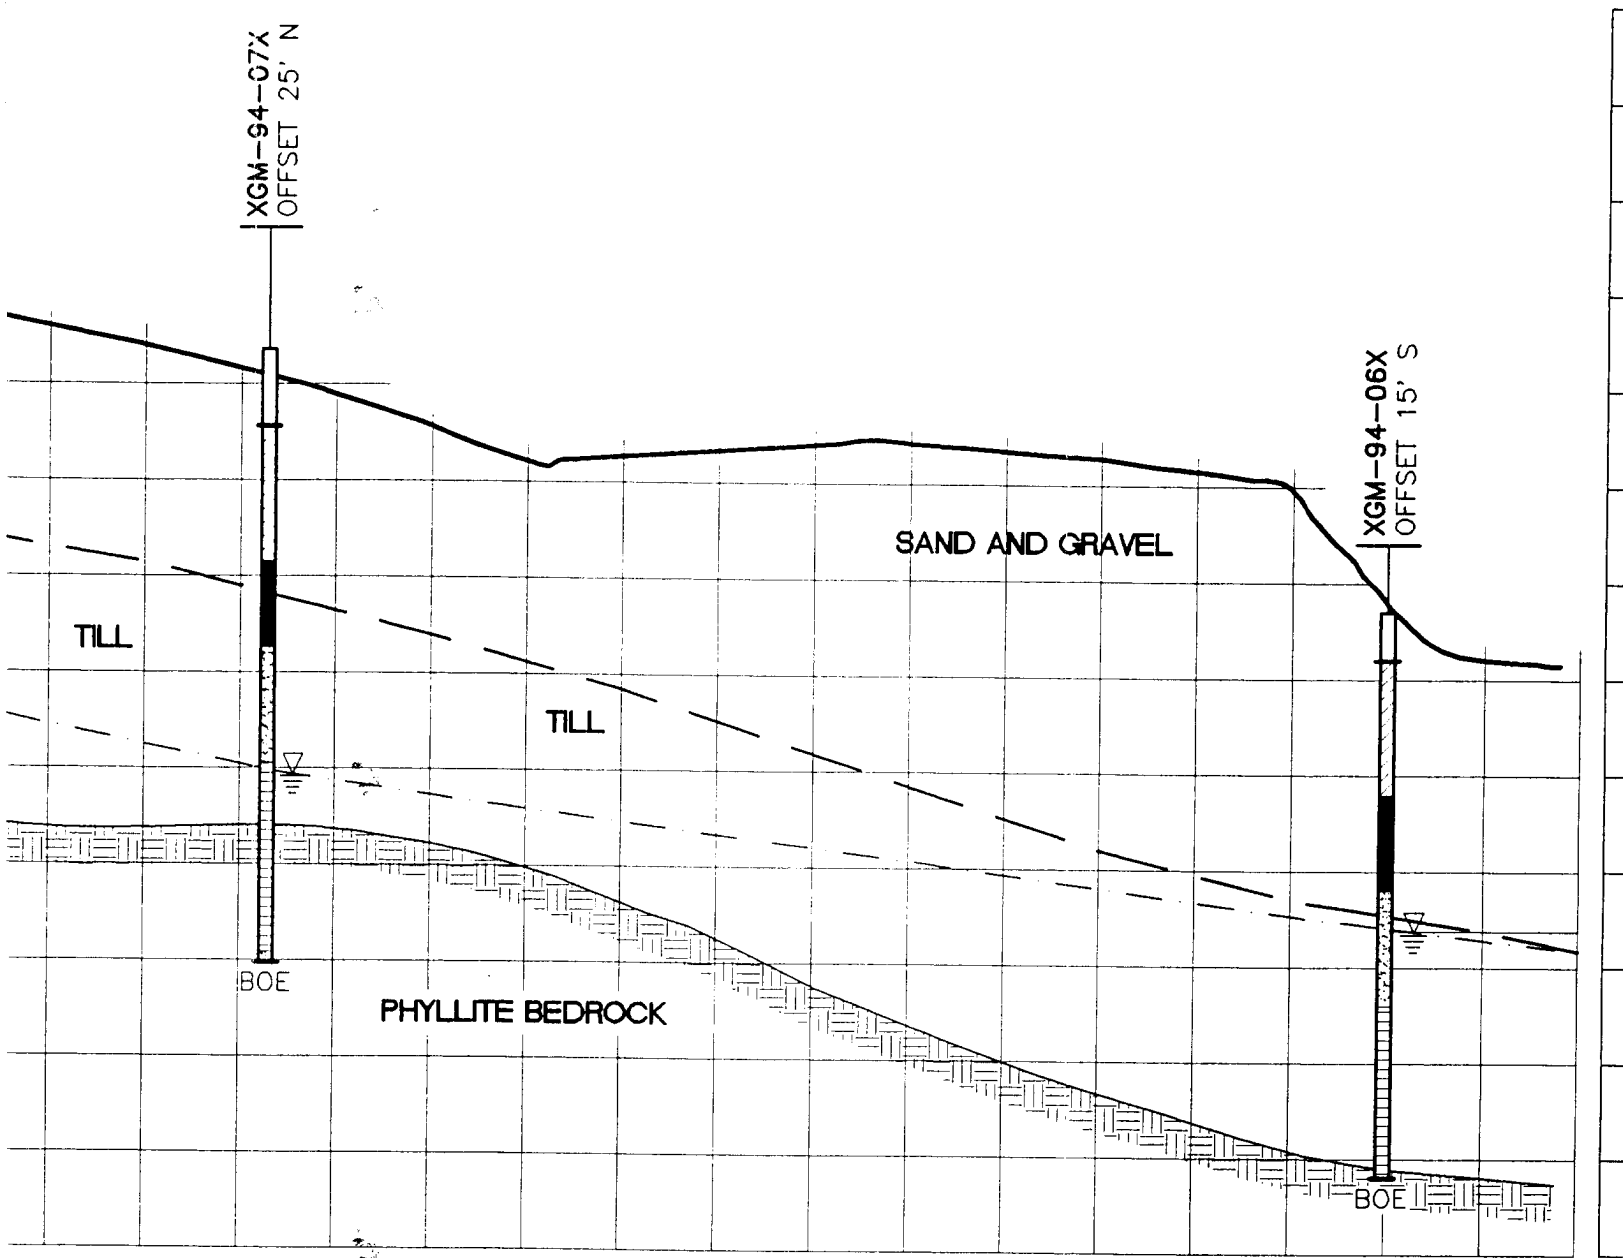 XGM-94-07X
OFFSET 25' N
XGM-94-06X
OFFSET 15' S
SAND AND GRAVEL
TILL
TILL
BOE
PHYLLITE BEDROCK
BOE